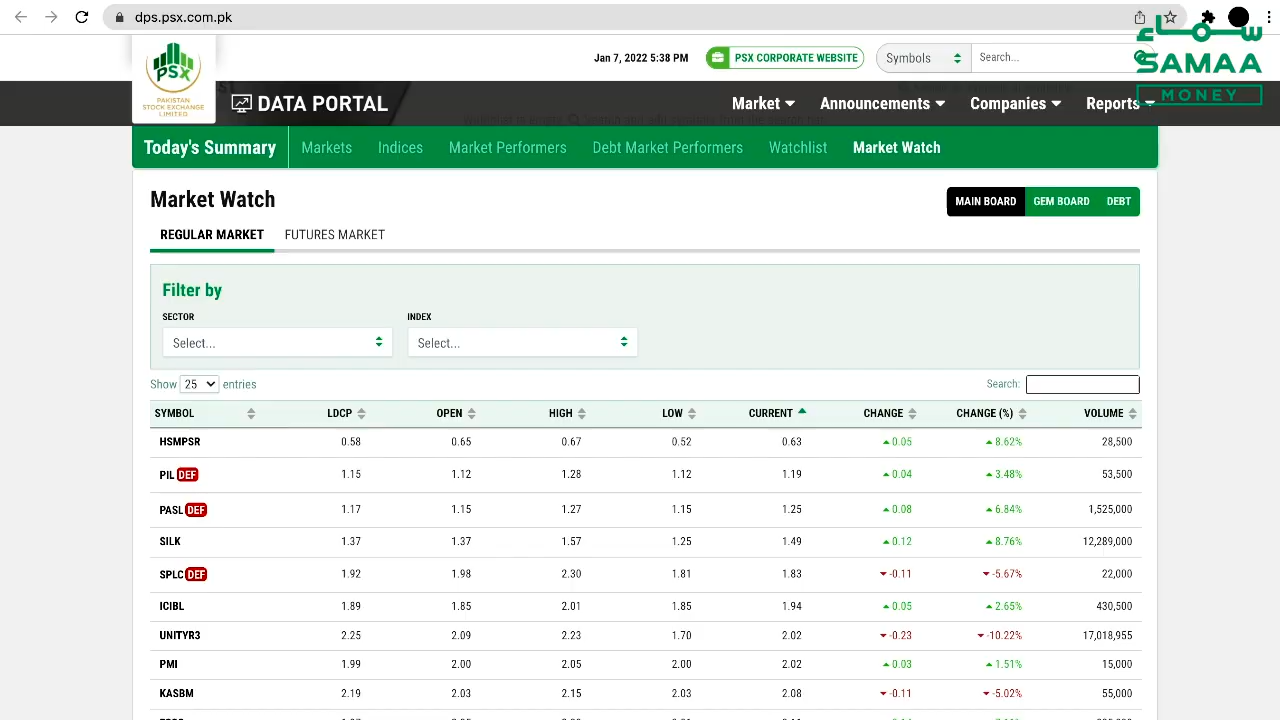 dps.psx.com.pk
سماء
SAMAA
MONEY
PSX
PAKISTAN
STOCK EXCHANGE
LIMITED
Jan 7, 2022 5:38 PM
PSX CORPORATE WEBSITE
Symbols
Search...
DATA PORTAL
Market
Announcements
Companies
Reports
Today's Summary
Markets
Indices
Market Performers
Debt Market Performers
Watchlist
Market Watch
Market Watch
MAIN BOARD GEM BOARD DEBT
REGULAR MARKET FUTURES MARKET
Filter by
SECTOR INDEX
Select... Select...
Show 25 entries Search:
SYMBOL LDCP OPEN HIGH LOW CURRENT CHANGE CHANGE (%) VOLUME
HSMPSR 0.58 0.65 0.67 0.52 0.63 0.05 8.62% 28,500
PIL DEF 1.15 1.12 1.28 1.12 1.19 0.04 3.48% 53,500
PASL DEF 1.17 1.15 1.27 1.15 1.25 0.08 6.84% 1,525,000
SILK 1.37 1.37 1.57 1.25 1.49 0.12 8.76% 12,289,000
SPLC DEF 1.92 1.98 2.30 1.81 1.83 -0.11 -5.67% 22,000
ICIBL 1.89 1.85 2.01 1.85 1.94 0.05 2.65% 430,500
UNITYR3 2.25 2.09 2.23 1.70 2.02 -0.23 -10.22% 17,018,955
PMI 1.99 2.00 2.05 2.00 2.02 0.03 1.51% 15,000
KASBM 2.19 2.03 2.15 2.03 2.08 -0.11 -5.02% 55,000